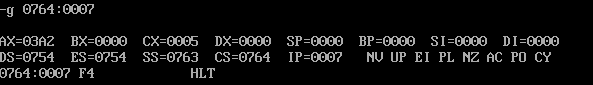 -g 0764:0007
AX=03A2 BX=0000 CX=0005 DX=0000 SP=0000 BP=0000 SI=0000 DI=0000
DS=0754 ES=0754 SS=0763 CS=0764 IP=0007 NV UP EI PL NZ AC PO CY
0764:0007 F4 HLT